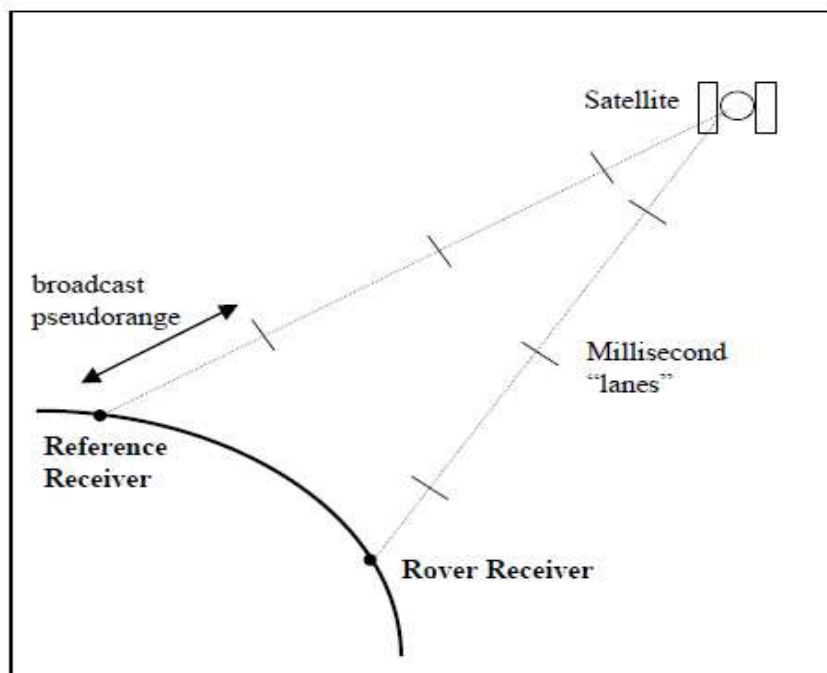 Satellite
broadcast
pseudorange
Millisecond
“lanes”
Reference
Receiver
Rover Receiver